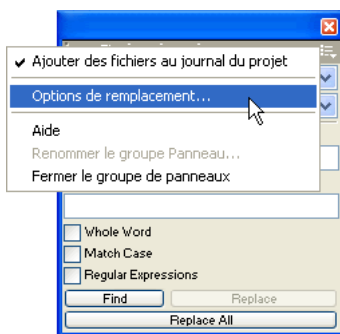 Ajouter des fichiers au journal du projet
Options de remplacement...
Aide
Renommer le groupe Panneau...
Fermer le groupe de panneaux
Whole Word
Match Case
Regular Expressions
Find
Replace
Replace All